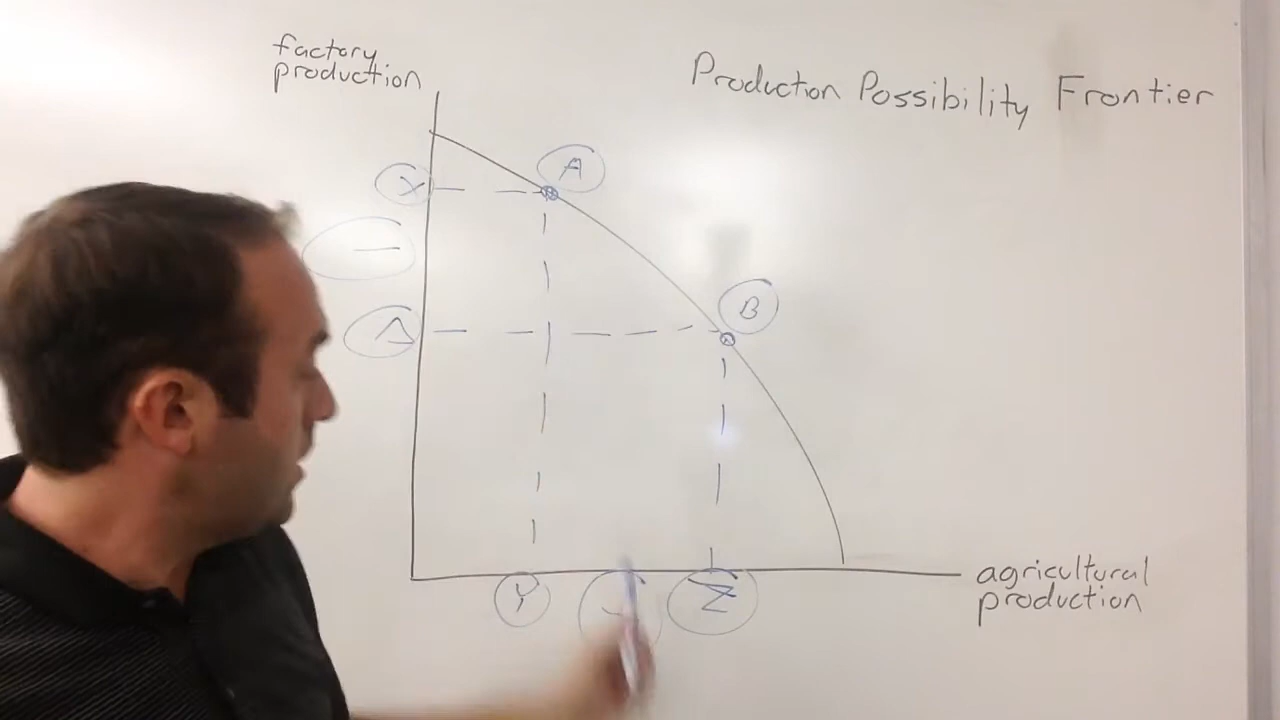 factory
production
Production Possibility Frontier
A
X
B
Y
Z
agricultural
production